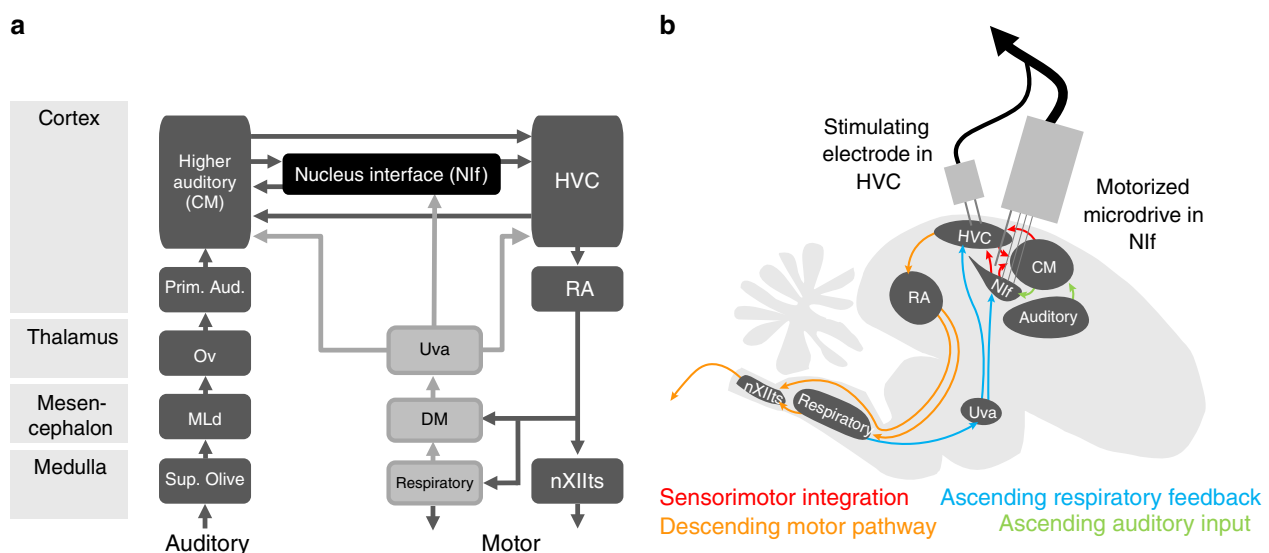 a
Cortex
Thalamus
Mesen-
cephalon
Medulla
Higher
auditory
(CM)
Nucleus interface (NIf)
HVC
Prim. Aud.
RA
Ov
Uva
MLd
DM
Sup. Olive
Respiratory
nXIIts
Auditory
Motor
b
Stimulating
electrode in
HVC
Motorized
microdrive in
NIf
HVC
CM
NIf
RA
Auditory
nXIIts
Respiratory
Uva
Sensorimotor integration
Ascending respiratory feedback
Descending motor pathway
Ascending auditory input